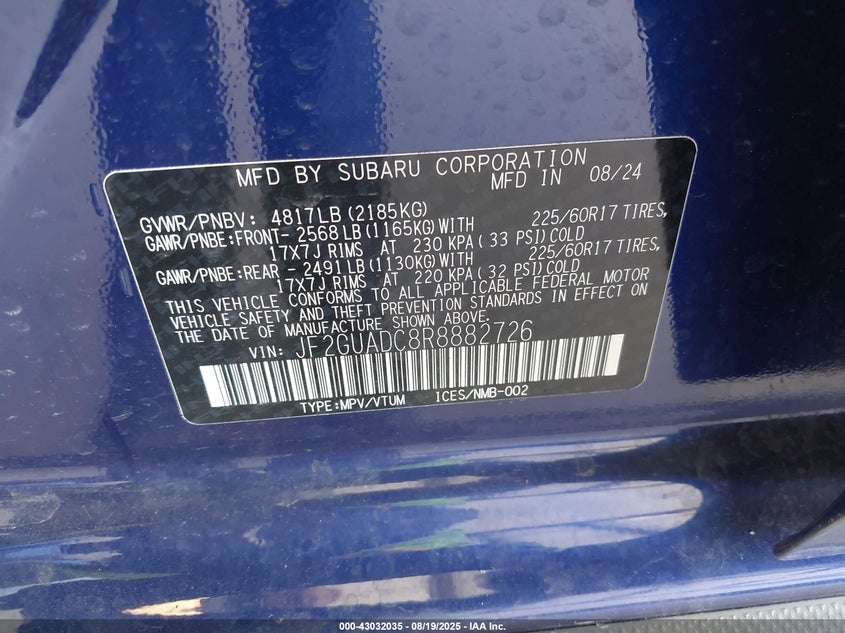 MFD BY SUBARU CORPORATION
MFD IN 08/24
GVWR/PNBV: 4817LB (2185KG)
GAWR/PNBE:FRONT- 2568 LB (1165KG) WITH 225/60R17 TIRES,
17X7J RIMS AT 230 KPA ( 33 PSI) COLD
GAWR/PNBE:REAR - 2491 LB (1130KG) WITH 225/60R17 TIRES,
17X7J RIMS AT 220 KPA ( 32 PSI) COLD
THIS VEHICLE CONFORMS TO ALL APPLICABLE FEDERAL MOTOR
VEHICLE SAFETY AND THEFT PREVENTION STANDARDS IN EFFECT ON
THE DATE OF MANUFACTURE SHOWN ABOVE.
VIN: JF2GUADC8R8882726
TYPE:MPV/VTUM ICES/NMB-002
000-43032035 - 08/19/2025 - IAA Inc.